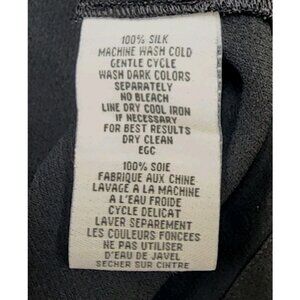 100% SILK
MACHINE WASH COLD
GENTLE CYCLE
WASH DARK COLORS
SEPARATELY
NO BLEACH
LINE DRY COOL IRON
IF NECESSARY
FOR BEST RESULTS
DRY CLEAN
EGC
100% SOIE
FABRIQUE AUX CHINE
LAVAGE A LA MACHINE
A L'EAU FROIDE
CYCLE DELICAT
LAVER SEPAREMENT
LES COULEURS FONCEES
NE PAS UTILISER
D'EAU DE JAVEL
SECHER SUR CINTRE